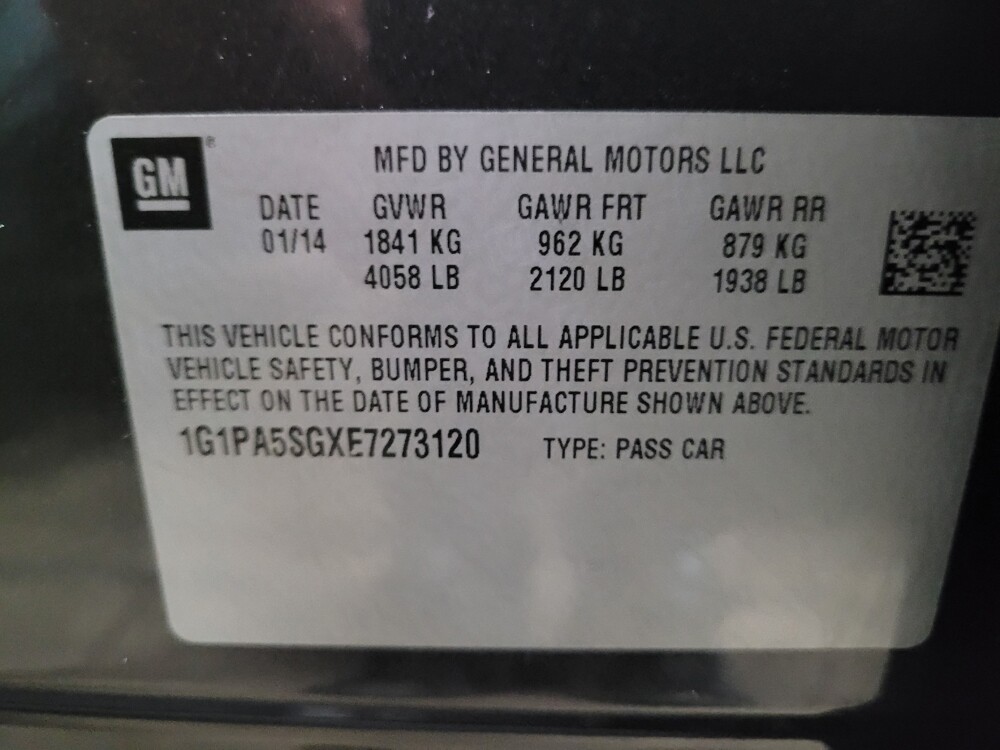 GM®
MFD BY GENERAL MOTORS LLC
DATE GVWR GAWR FRT GAWR RR
01/14 1841 KG 962 KG 879 KG
4058 LB 2120 LB 1938 LB
THIS VEHICLE CONFORMS TO ALL APPLICABLE U.S. FEDERAL MOTOR
VEHICLE SAFETY, BUMPER, AND THEFT PREVENTION STANDARDS IN
EFFECT ON THE DATE OF MANUFACTURE SHOWN ABOVE.
1G1PA5SGXE7273120 TYPE: PASS CAR